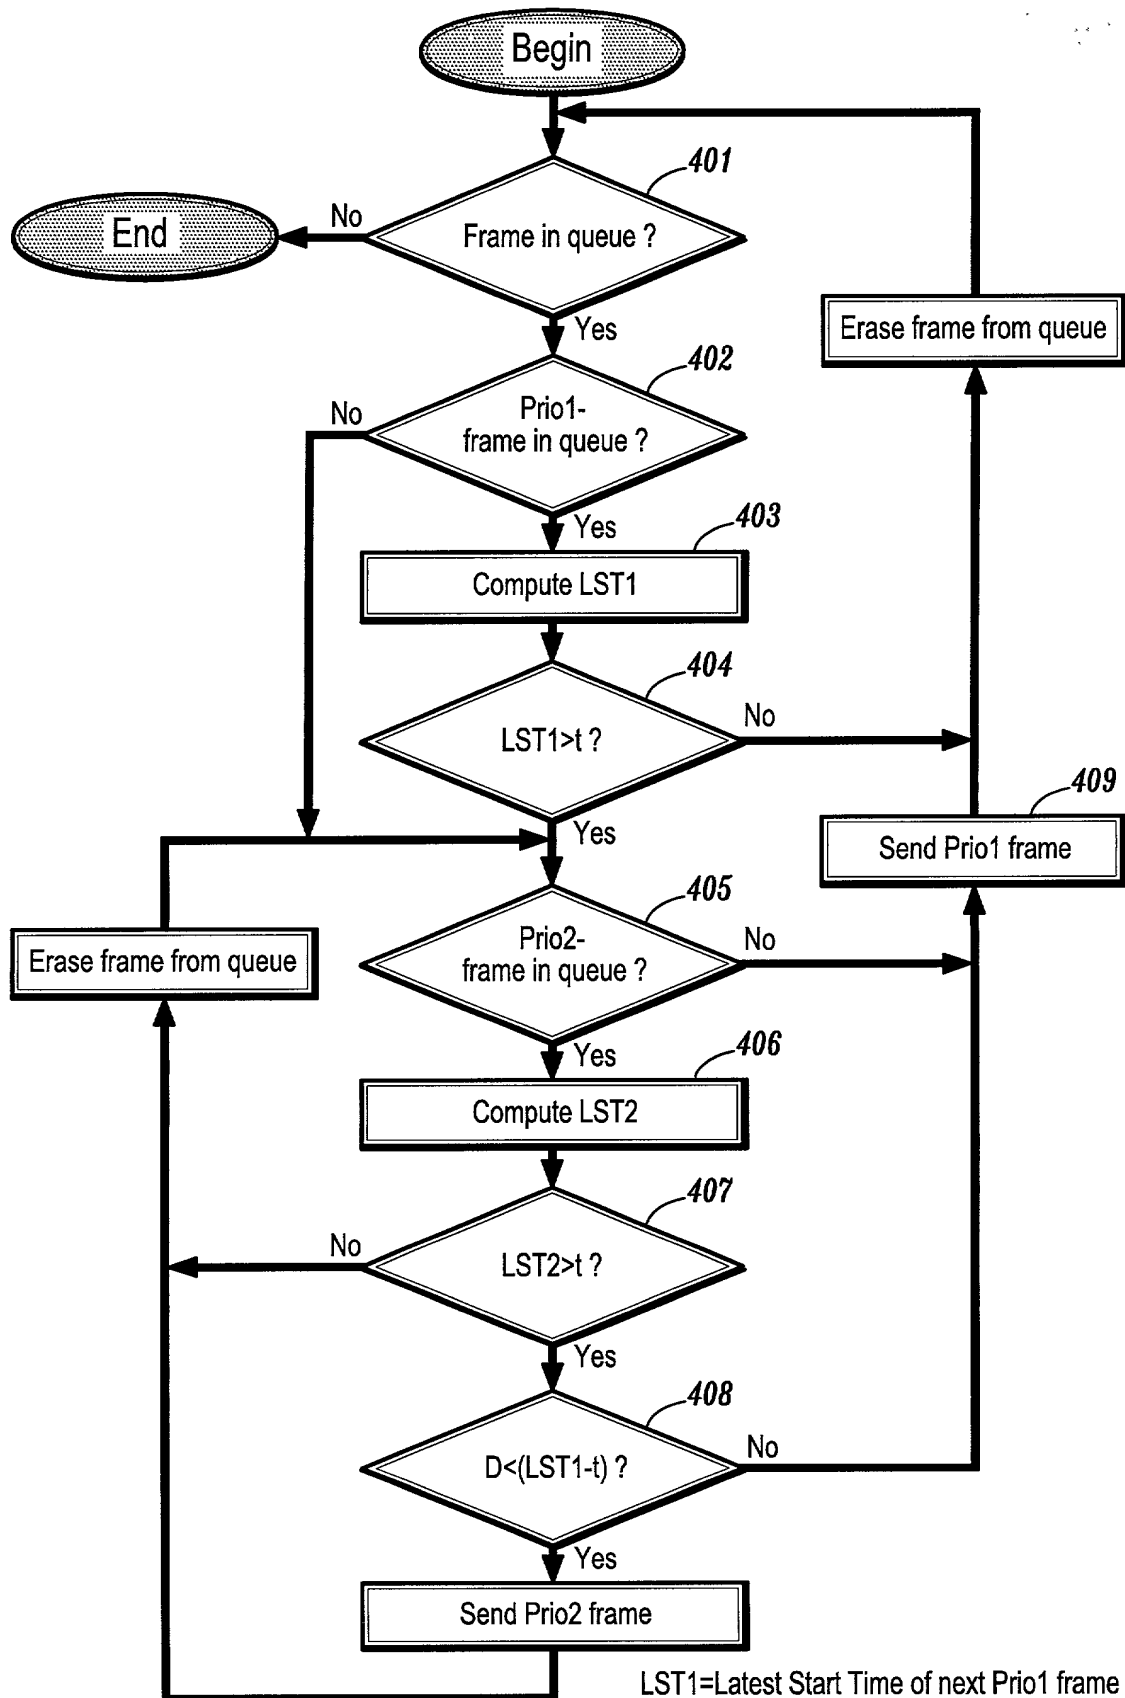 Begin
401
End
No
Frame in queue ?
Yes
Erase frame from queue
402
No
Prio1-
frame in queue ?
Yes
403
Compute LST1
404
LST1>t ?
No
Yes
409
Send Prio1 frame
405
Prio2-
frame in queue ?
No
Erase frame from queue
Yes
406
Compute LST2
407
No
LST2>t ?
Yes
408
D<(LST1-t) ?
No
Yes
Send Prio2 frame
LST1=Latest Start Time of next Prio1 frame